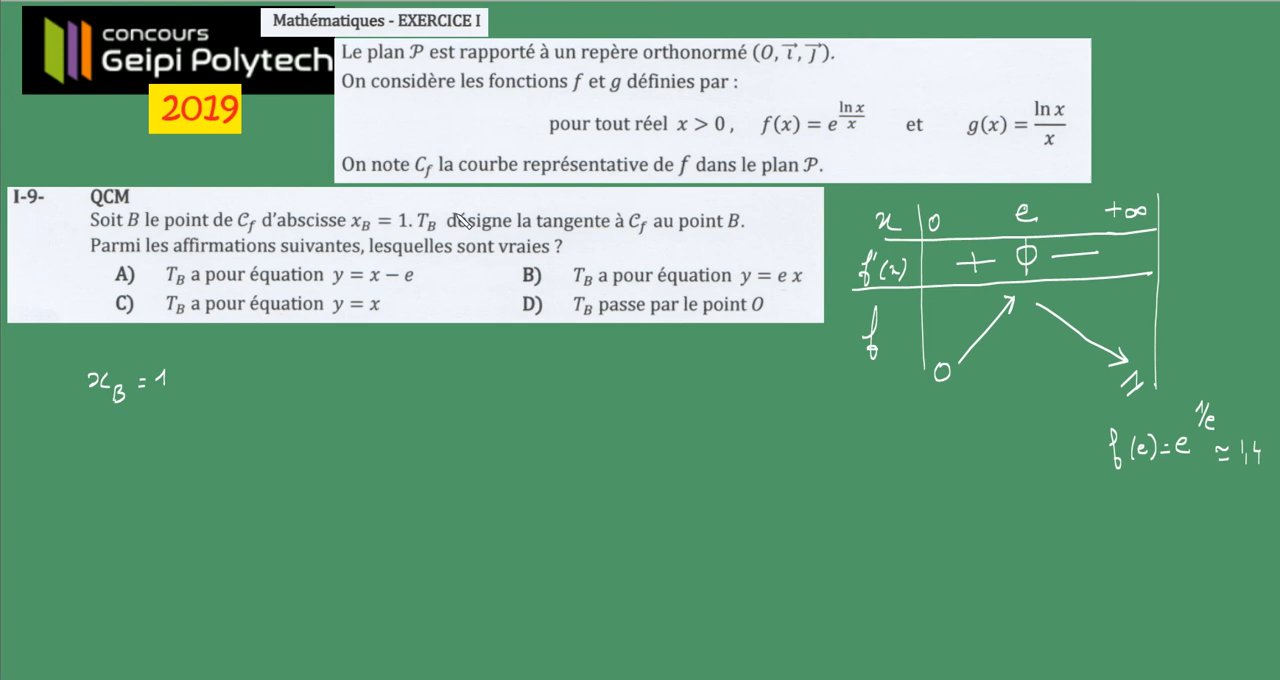 Mathématiques - EXERCICE I
concours
Geipi Polytech
2019
Le plan 𝒫 est rapporté à un repère orthonormé (O, i⃗, j⃗).
On considère les fonctions f et g définies par :
pour tout réel x > 0 , f(x) = e^(ln x / x) et g(x) = ln x / x
On note C_f la courbe représentative de f dans le plan 𝒫.
I-9- QCM
Soit B le point de C_f d'abscisse x_B = 1. T_B désigne la tangente à C_f au point B.
Parmi les affirmations suivantes, lesquelles sont vraies ?
A) T_B a pour équation y = x − e B) T_B a pour équation y = e x
C) T_B a pour équation y = x D) T_B passe par le point O
x 0 e +∞
f'(x) + 0 −
f
0 1
x_B = 1
f(e) = e^(1/e) ≃ 1,4